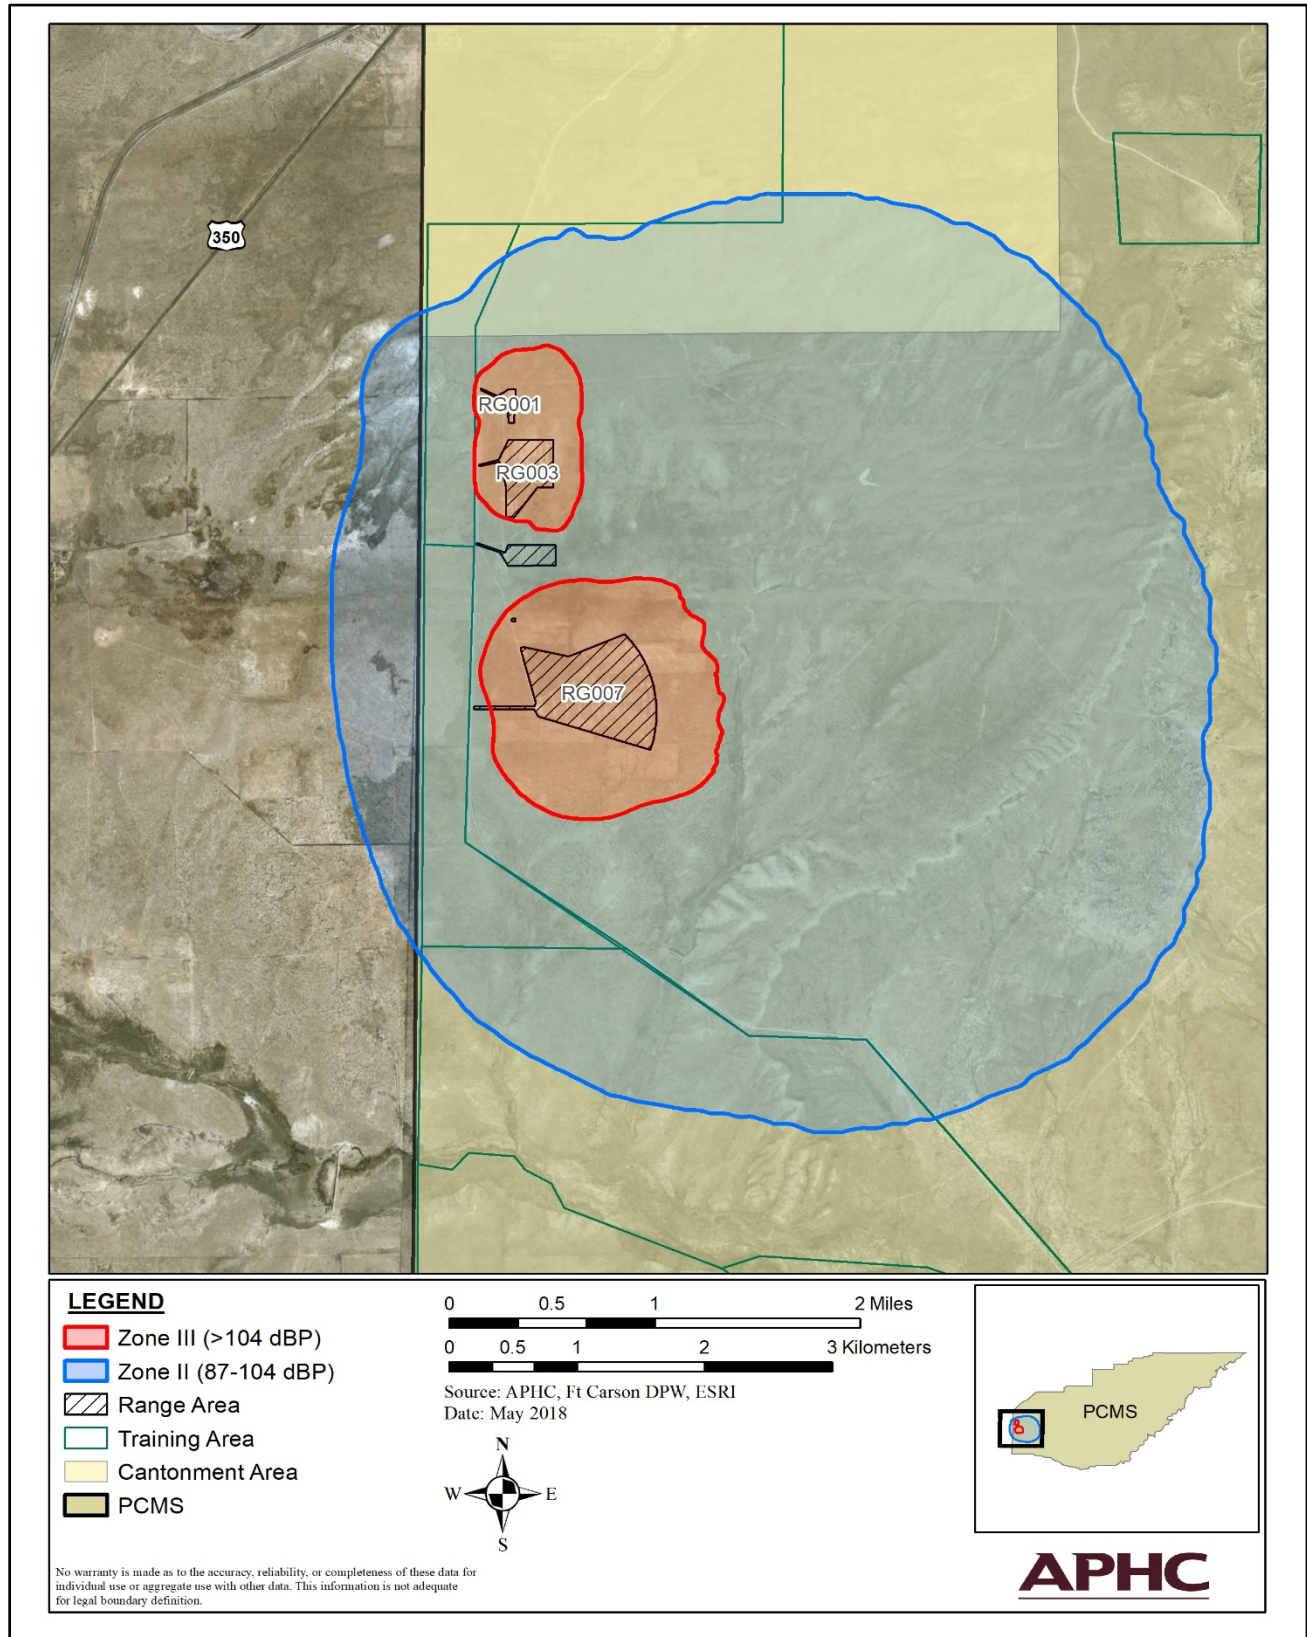 350
RG001
RG003
RG007
LEGEND
Zone III (>104 dBP)
Zone II (87-104 dBP)
Range Area
Training Area
Cantonment Area
PCMS
0 0.5 1 2 Miles
0 0.5 1 2 3 Kilometers
Source: APHC, Ft Carson DPW, ESRI
Date: May 2018
N
W E
S
PCMS
No warranty is made as to the accuracy, reliability, or completeness of these data for
individual use or aggregate use with other data. This information is not adequate
for legal boundary definition.
APHC